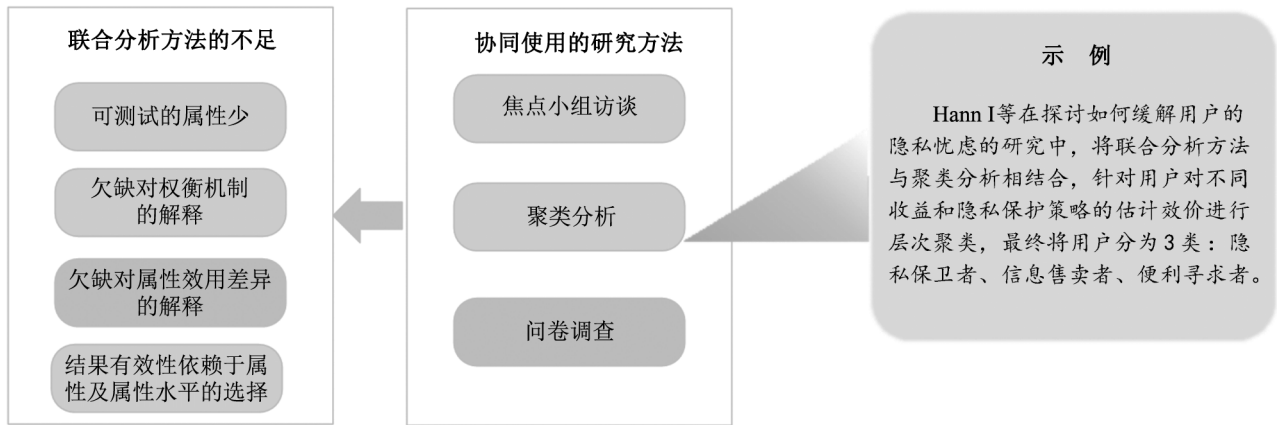 联合分析方法的不足
可测试的属性少
欠缺对权衡机制
的解释
欠缺对属性效用差异
的解释
结果有效性依赖于属
性及属性水平的选择
协同使用的研究方法
焦点小组访谈
聚类分析
问卷调查
示 例
Hann I等在探讨如何缓解用户的
隐私忧虑的研究中，将联合分析方法
与聚类分析相结合，针对用户对不同
收益和隐私保护策略的估计效价进行
层次聚类，最终将用户分为3类：隐
私保卫者、信息售卖者、便利寻求者。